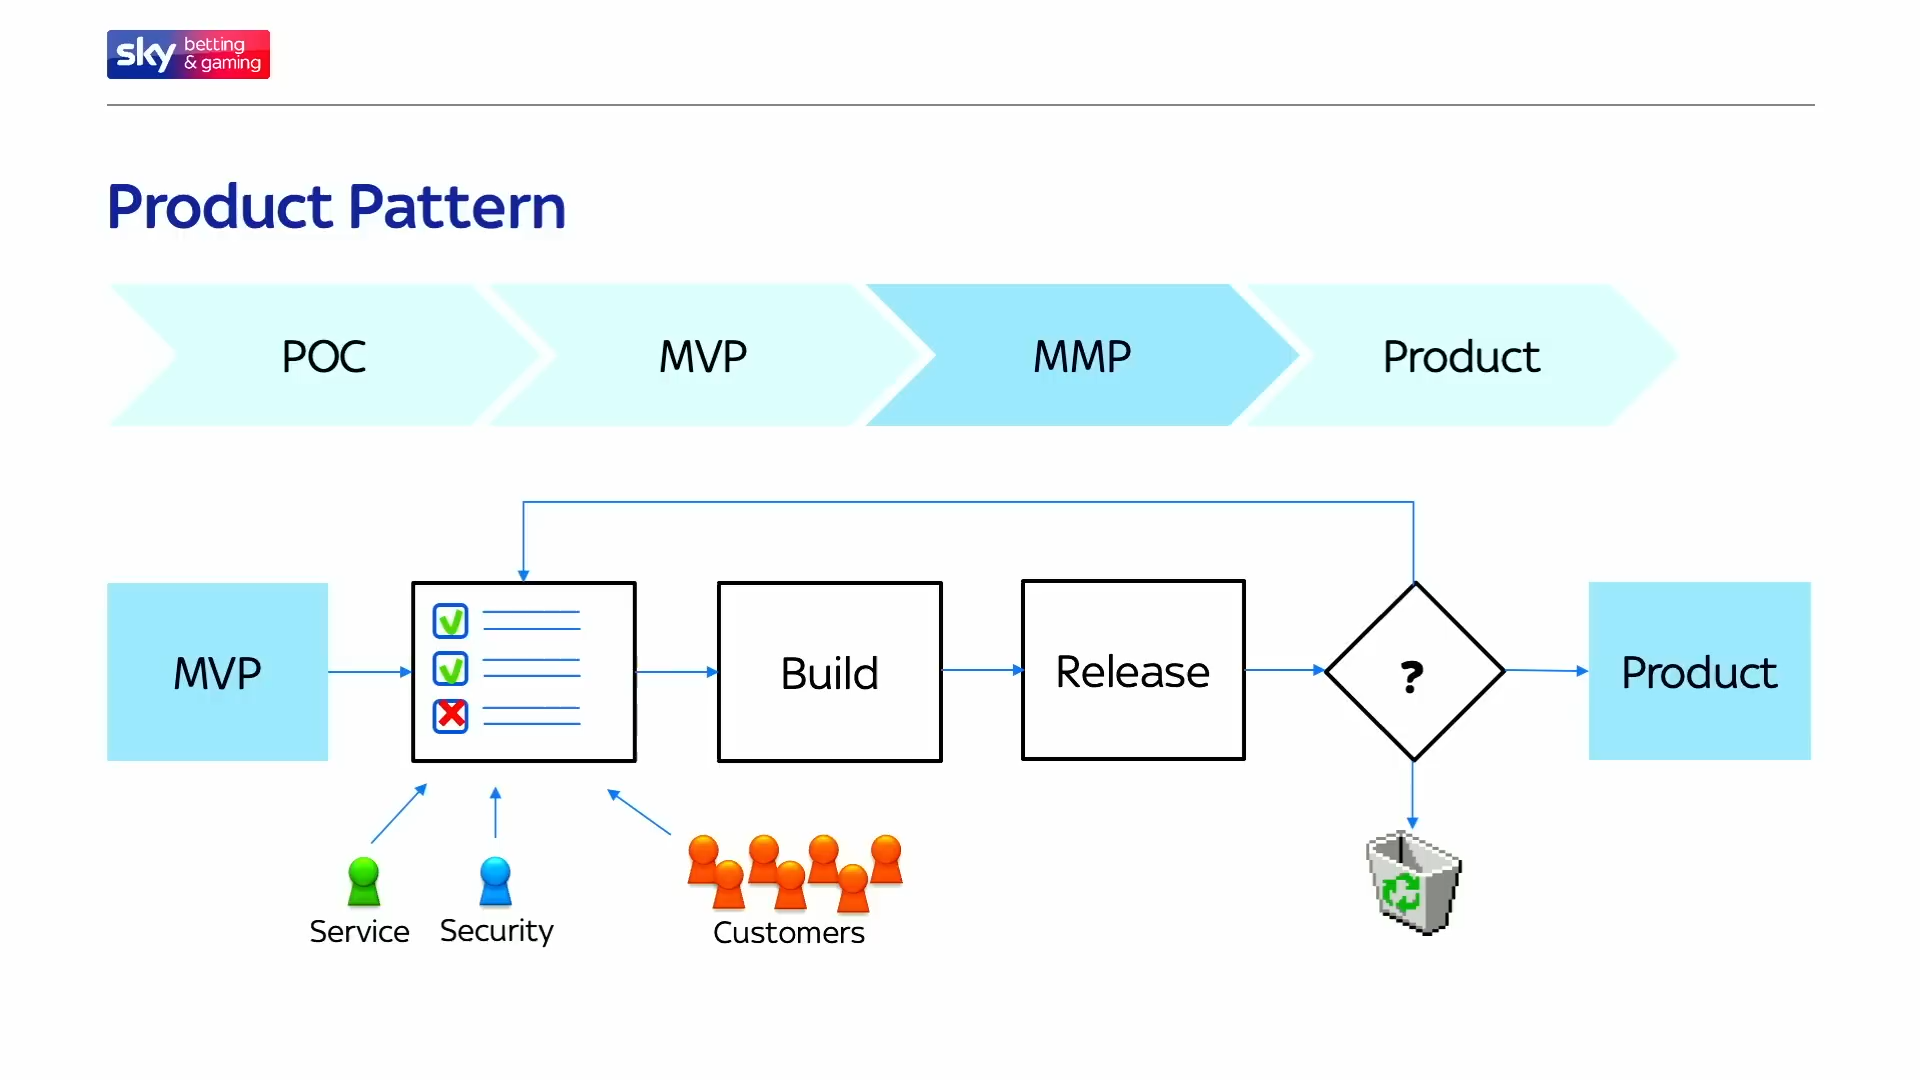 sky betting
& gaming
Product Pattern
POC
MVP
MMP
Product
MVP
Build
Release
?
Product
Service
Security
Customers